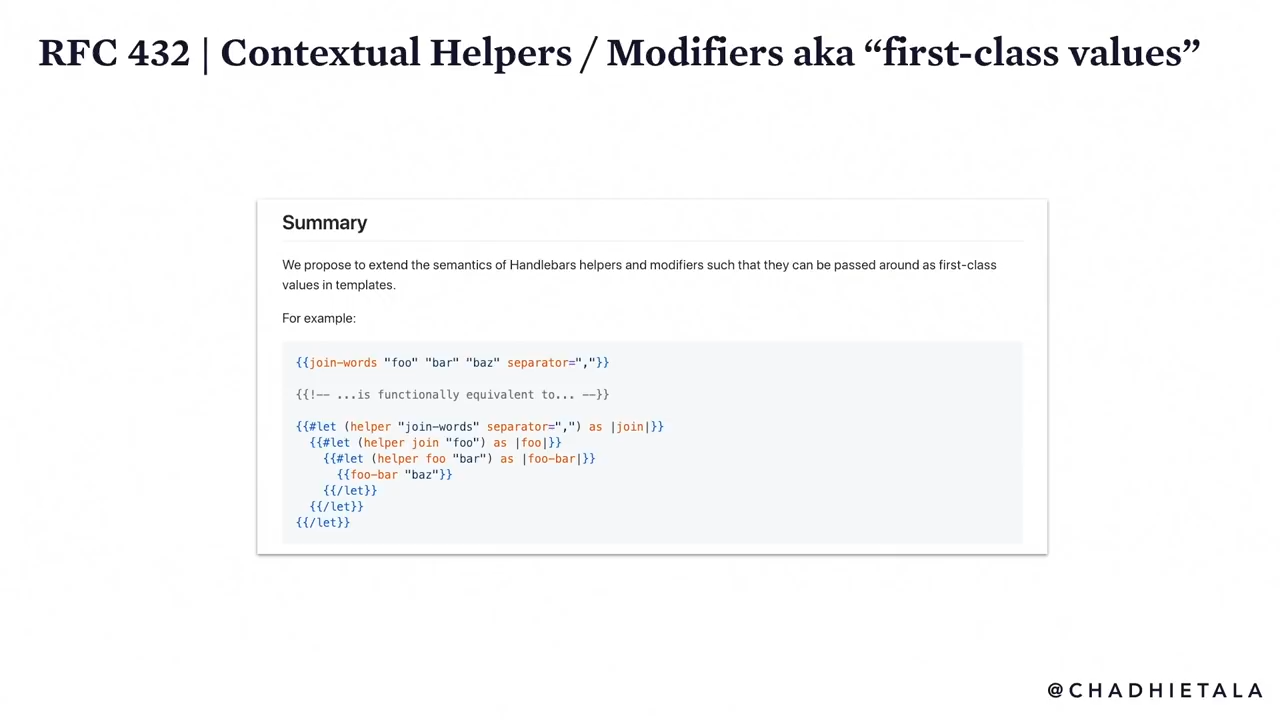 RFC 432 | Contextual Helpers / Modifiers aka “first-class values”
Summary
We propose to extend the semantics of Handlebars helpers and modifiers such that they can be passed around as first-class
values in templates.
For example:
{{join-words "foo" "bar" "baz" separator=","}}
{{!-- ...is functionally equivalent to... --}}
{{#let (helper "join-words" separator=",") as |join|}}
  {{#let (helper join "foo") as |foo|}}
    {{#let (helper foo "bar") as |foo-bar|}}
      {{foo-bar "baz"}}
    {{/let}}
  {{/let}}
{{/let}}
@CHADHIETALA